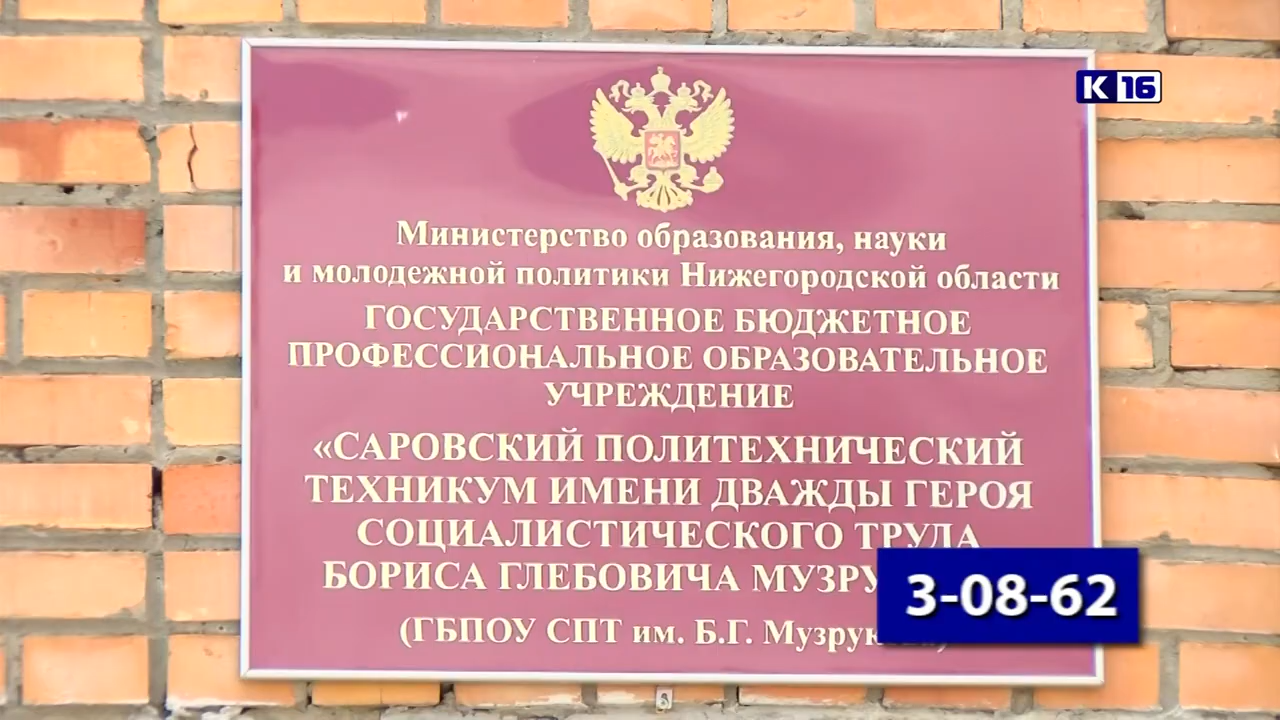 К 16
Министерство образования, науки
и молодежной политики Нижегородской области
ГОСУДАРСТВЕННОЕ БЮДЖЕТНОЕ
ПРОФЕССИОНАЛЬНОЕ ОБРАЗОВАТЕЛЬНОЕ
УЧРЕЖДЕНИЕ
«САРОВСКИЙ ПОЛИТЕХНИЧЕСКИЙ
ТЕХНИКУМ ИМЕНИ ДВАЖДЫ ГЕРОЯ
СОЦИАЛИСТИЧЕСКОГО ТРУДА
БОРИСА ГЛЕБОВИЧА
3-08-62
(ГБПОУ СПТ им. Б.Г.